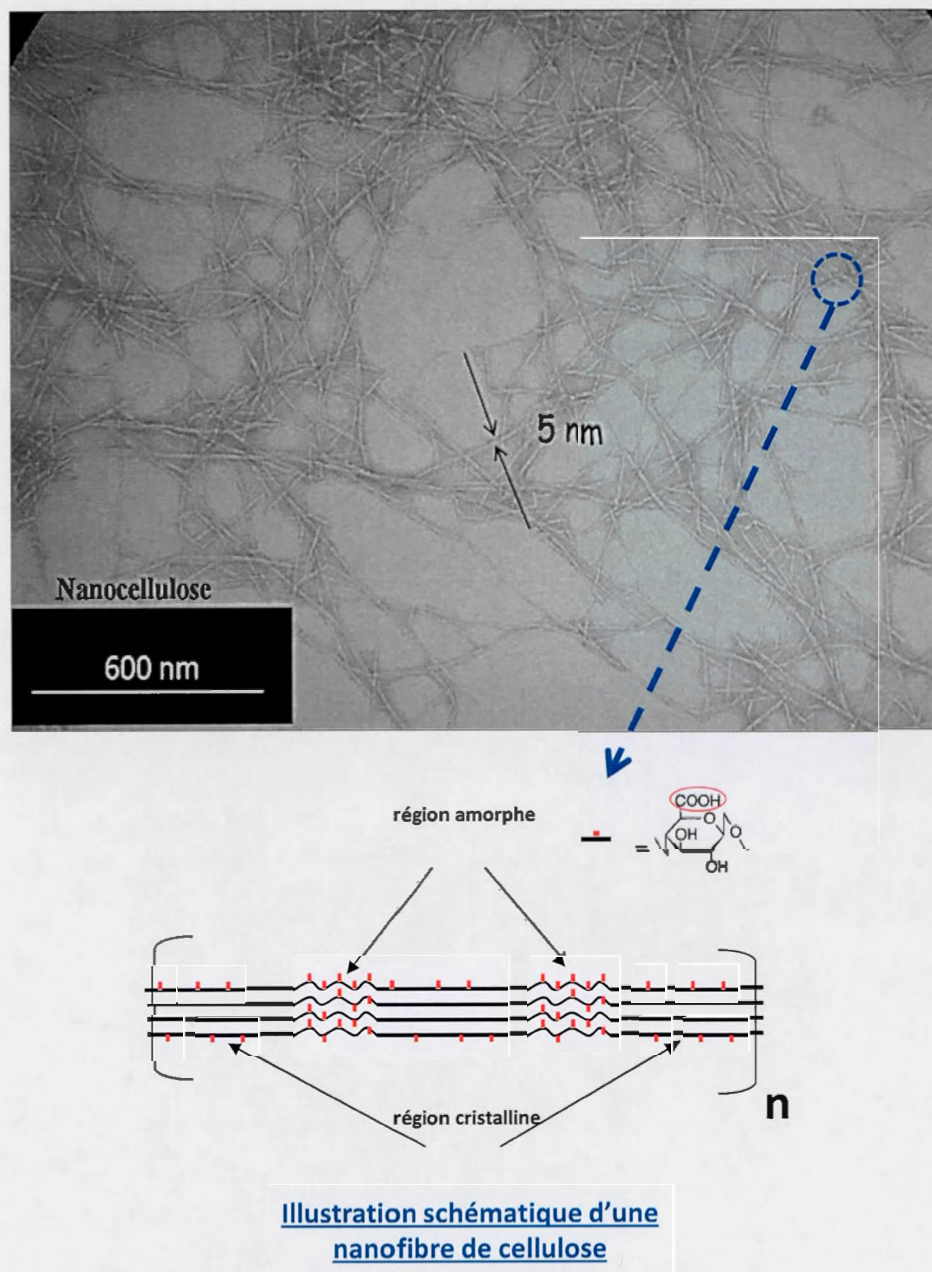 5 nm
Nanocellulose
600 nm
région amorphe
COOH
O
OH
O
=
OH
n
région cristalline
Illustration schématique d’une
nanofibre de cellulose